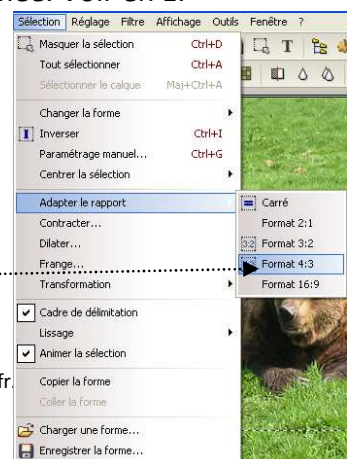 Sélection Réglage Filtre Affichage Outils Fenêtre ?
Masquer la sélection Ctrl+D
Tout sélectionner Ctrl+A
Sélectionner le calque Maj+Ctrl+A
Changer la forme
Inverser Ctrl+I
Paramétrage manuel... Ctrl+G
Centrer la sélection
Adapter le rapport
Carré
Contracter...
Format 2:1
Dilater...
3:2 Format 3:2
Frange...
Format 4:3
Transformation
Format 16:9
Cadre de délimitation
Lissage
Animer la sélection
fr.
Copier la forme
Coller la forme
Charger une forme...
Enregistrer la forme...